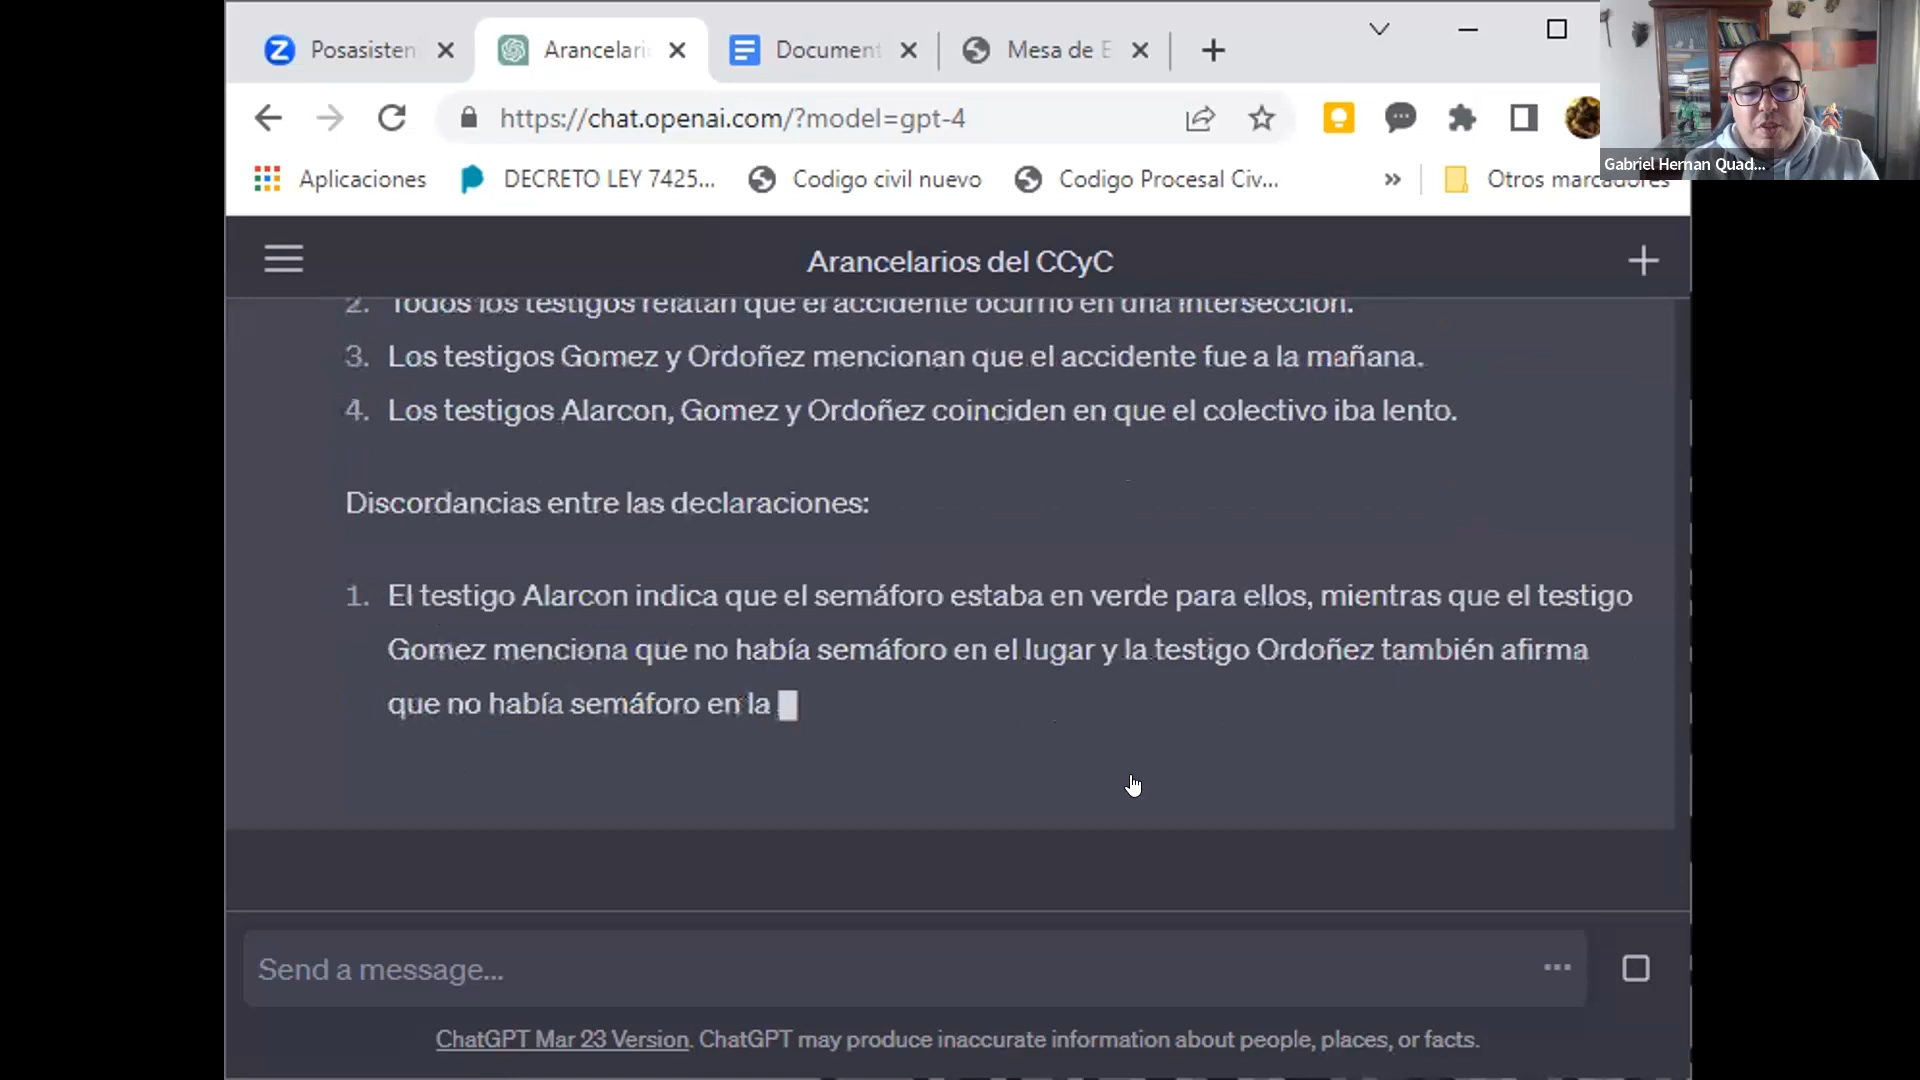 Posasisten
Arancelari
Document
Mesa de E
https://chat.openai.com/?model=gpt-4
Aplicaciones
DECRETO LEY 7425...
Codigo civil nuevo
Codigo Procesal Civ...
»
Otros marcadores
Gabriel Hernan Quad...
Arancelarios del CCyC
2. Todos los testigos relatan que el accidente ocurrió en una intersección.
3. Los testigos Gomez y Ordoñez mencionan que el accidente fue a la mañana.
4. Los testigos Alarcon, Gomez y Ordoñez coinciden en que el colectivo iba lento.
Discordancias entre las declaraciones:
1. El testigo Alarcon indica que el semáforo estaba en verde para ellos, mientras que el testigo
Gomez menciona que no había semáforo en el lugar y la testigo Ordoñez también afirma
que no había semáforo en la
Send a message...
ChatGPT Mar 23 Version. ChatGPT may produce inaccurate information about people, places, or facts.